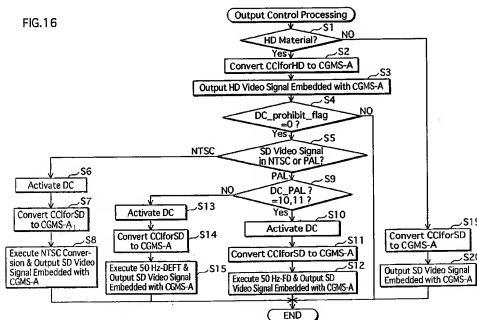 FIG.16
Output Control Processing
S1
HD Material?
NO
Yes
S2
Convert CCIforHD to CGMS-A
S3
Output HD Video Signal Embedded with CGMS-A
S4
DC_prohibit_flag
=0 ?
NO
Yes
S5
SD Video Signal
in NTSC or PAL?
NTSC
PAL
S6
Activate DC
S7
Convert CCIforSD
to CGMS-A
S8
Execute NTSC Conver-
sion & Output SD Video
Signal Embedded with
CGMS-A
S9
DC_PAL ?
=10,11 ?
NO
Yes
S13
Activate DC
S14
Convert CCIforSD
to CGMS-A
S15
Execute 50 Hz-DEFT &
Output SD Video Signal
Embedded with CGMS-A
S10
Activate DC
S11
Convert CCIforSD to CGMS-A
S12
Execute 50 Hz-FD & Output SD
Video Signal Embedded with CGMS-A
S19
Convert CCIforSD
to CGMS-A
S20
Output SD Video Signal
Embedded with CGMS-A
END